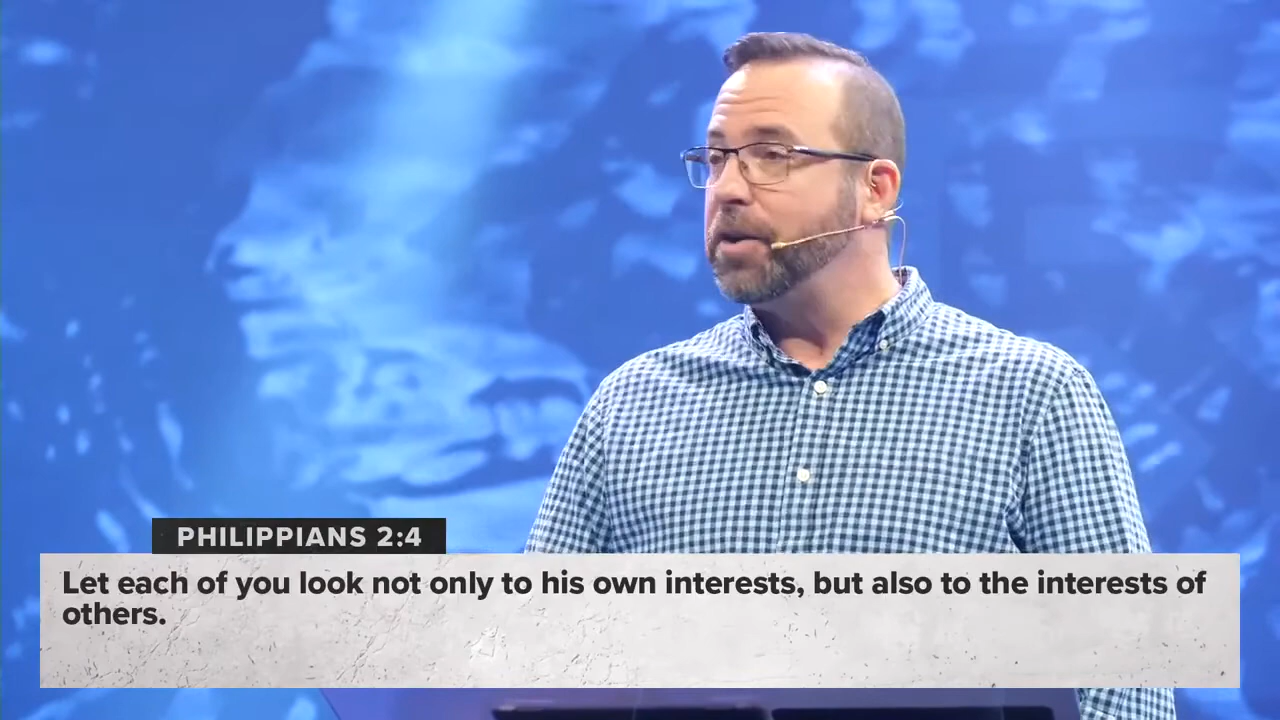 PHILIPPIANS 2:4
Let each of you look not only to his own interests, but also to the interests of
others.